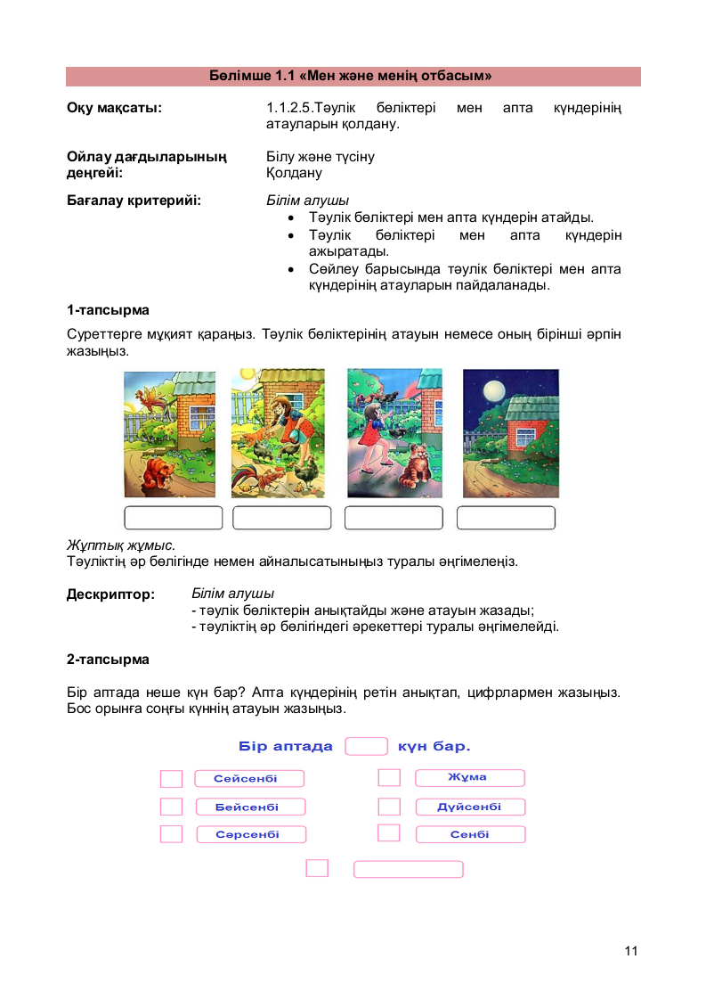 Бөлімше 1.1 «Мен және менің отбасым»
Оқу мақсаты: 1.1.2.5.Тәулік бөліктері мен апта күндерінің
атауларын қолдану.
Ойлау дағдыларының Білу және түсіну
деңгейі: Қолдану
Бағалау критерийі: Білім алушы
• Тәулік бөліктері мен апта күндерін атайды.
• Тәулік бөліктері мен апта күндерін
ажыратады.
• Сөйлеу барысында тәулік бөліктері мен апта
күндерінің атауларын пайдаланады.
1-тапсырма
Суреттерге мұқият қараңыз. Тәулік бөліктерінің атауын немесе оның бірінші әрпін
жазыңыз.
Жұптық жұмыс.
Тәуліктің әр бөлігінде немен айналысатыныңыз туралы әңгімелеңіз.
Дескриптор: Білім алушы
- тәулік бөліктерін анықтайды және атауын жазады;
- тәуліктің әр бөлігіндегі әрекеттері туралы әңгімелейді.
2-тапсырма
Бір аптада неше күн бар? Апта күндерінің ретін анықтап, цифрлармен жазыңыз.
Бос орынға соңғы күннің атауын жазыңыз.
Бір аптада күн бар.
Сейсенбі Жұма
Бейсенбі Дүйсенбі
Сәрсенбі Сенбі
11